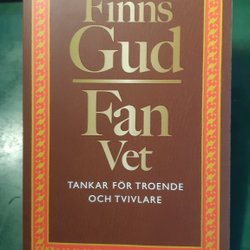 Finns
Gud
Fan
Vet
TANKAR FÖR TROENDE
OCH TVIVLARE